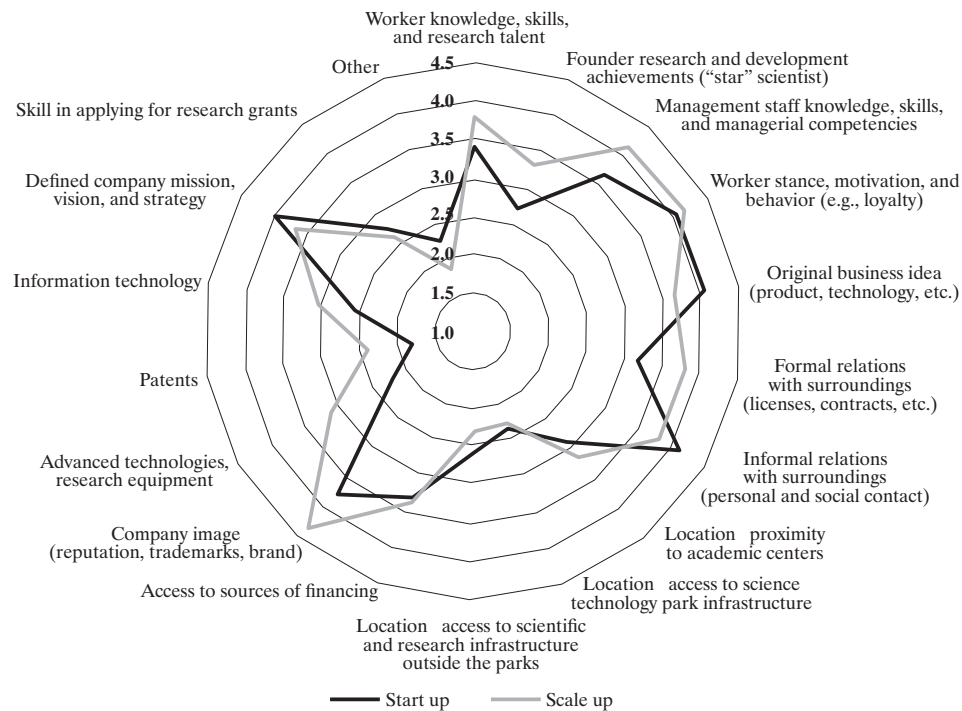 Worker knowledge, skills,
and research talent
Founder research and development
achievements (“star” scientist)
Management staff knowledge, skills,
and managerial competencies
Worker stance, motivation, and
behavior (e.g., loyalty)
Original business idea
(product, technology, etc.)
Formal relations
with surroundings
(licenses, contracts, etc.)
Informal relations
with surroundings
(personal and social contact)
Location proximity
to academic centers
Location access to science
technology park infrastructure
Location access to scientific
and research infrastructure
outside the parks
Access to sources of financing
Company image
(reputation, trademarks, brand)
Advanced technologies,
research equipment
Patents
Information technology
Defined company mission,
vision, and strategy
Skill in applying for research grants
Other
4.5
4.0
3.5
3.0
2.5
2.0
1.5
1.0
Start up
Scale up